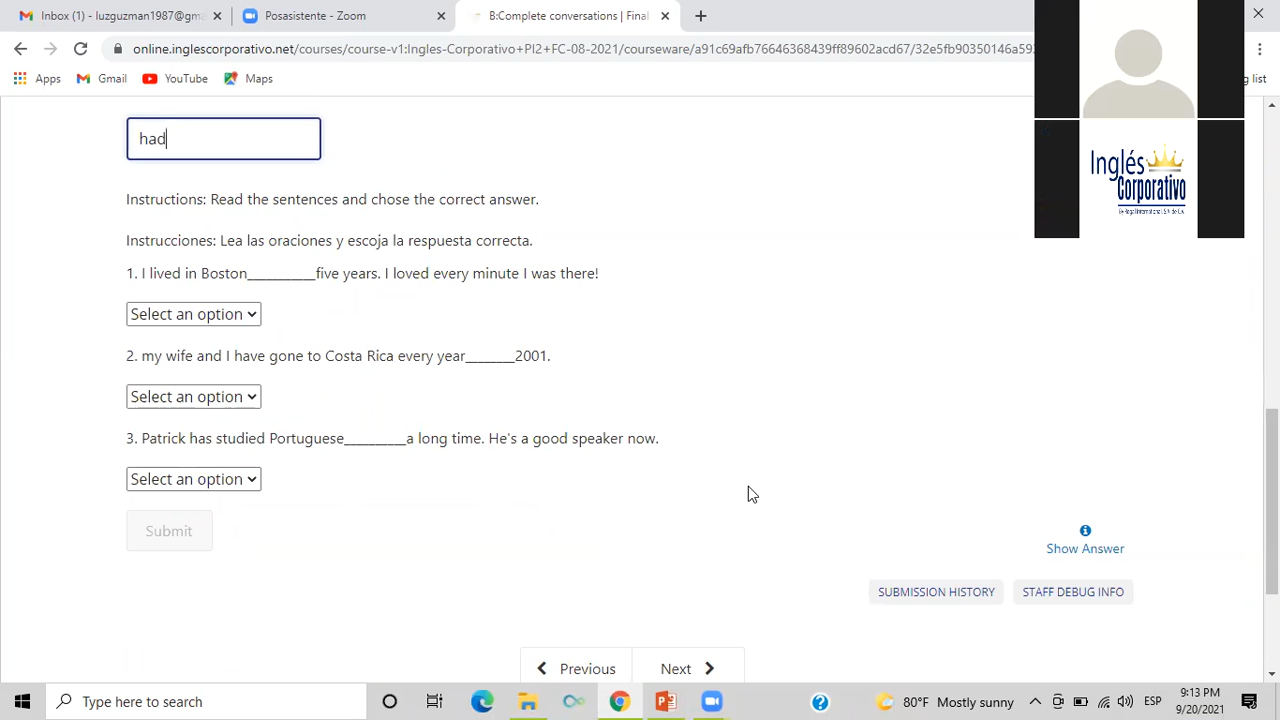 Inbox (1) - luzguzman1987@gm
Posasistente - Zoom
B:Complete conversations | Final
online.inglescorporativo.net/courses/course-v1:Ingles-Corporativo+PI2+FC-08-2021/courseware/a91c69afb76646368439ff89602acd67/32e5fb90350146a59
Apps
Gmail
YouTube
Maps
g list
Inglés
Corporativo
had
Instructions: Read the sentences and chose the correct answer.
Instrucciones: Lea las oraciones y escoja la respuesta correcta.
1. I lived in Boston__________five years. I loved every minute I was there!
Select an option
2. my wife and I have gone to Costa Rica every year_______2001.
Select an option
3. Patrick has studied Portuguese_________a long time. He's a good speaker now.
Select an option
Submit
Show Answer
SUBMISSION HISTORY
STAFF DEBUG INFO
Previous
Next
Type here to search
80°F Mostly sunny
ESP
9:13 PM
9/20/2021